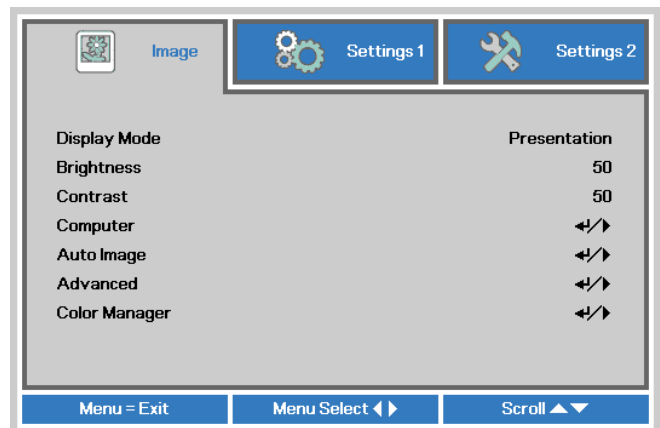 Image Settings 1 Settings 2
Display Mode Presentation
Brightness 50
Contrast 50
Computer ↵/▶
Auto Image ↵/▶
Advanced ↵/▶
Color Manager ↵/▶
Menu = Exit Menu Select ◀▶ Scroll ▲▼